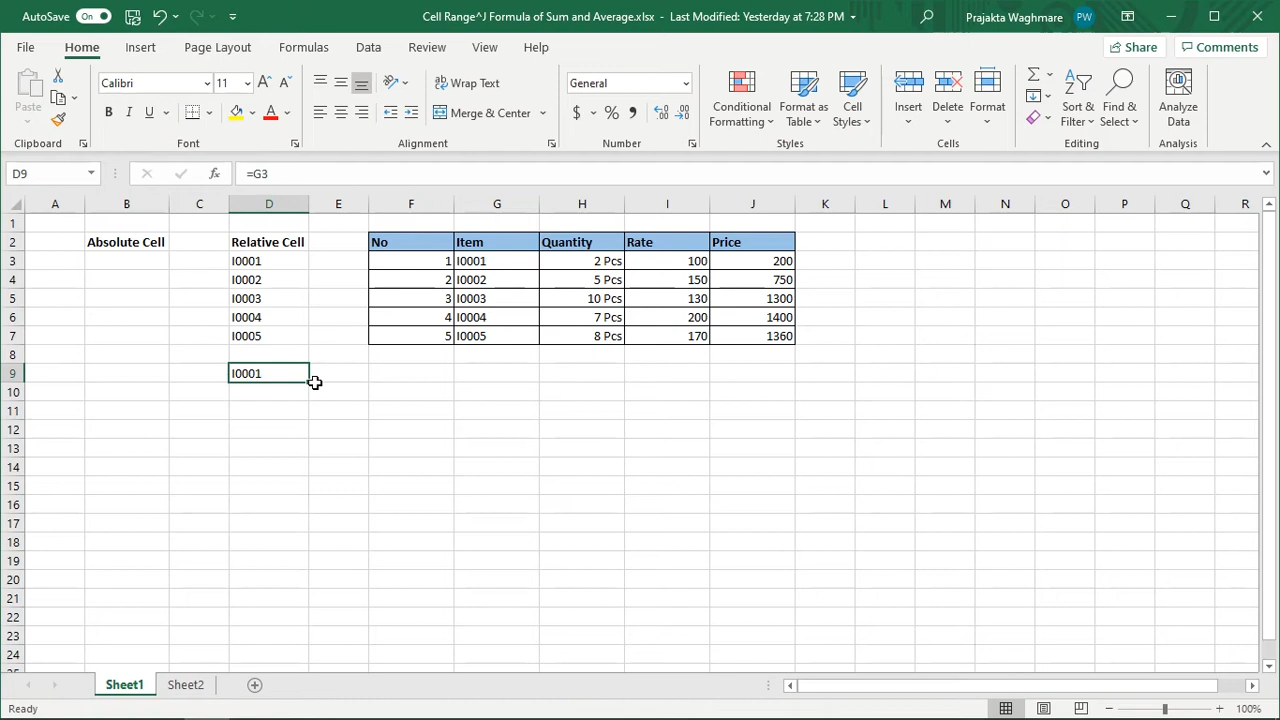 AutoSave On Cell Range^J Formula of Sum and Average.xlsx - Last Modified: Yesterday at 7:28 PM Prajakta Waghmare PW
File Home Insert Page Layout Formulas Data Review View Help Share Comments
Paste Calibri 11 Wrap Text General Conditional Formatting Format as Table Cell Styles Insert Delete Format Sort & Filter Find & Select Analyze Data
B I U Merge & Center $ % ,
Clipboard Font Alignment Number Styles Cells Editing Analysis
D9 fx =G3
A B C D E F G H I J K L M N O P Q R
1
2 Absolute Cell Relative Cell No Item Quantity Rate Price
3 I0001 1 I0001 2 Pcs 100 200
4 I0002 2 I0002 5 Pcs 150 750
5 I0003 3 I0003 10 Pcs 130 1300
6 I0004 4 I0004 7 Pcs 200 1400
7 I0005 5 I0005 8 Pcs 170 1360
8
9 I0001
10
11
12
13
14
15
16
17
18
19
20
21
22
23
24
Sheet1 Sheet2
Ready 100%